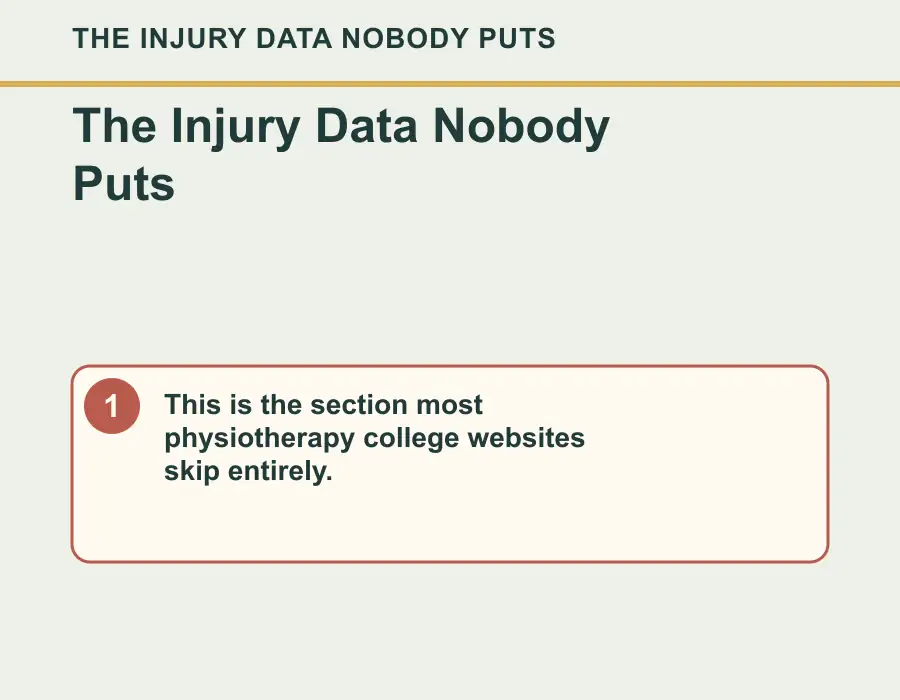 THE INJURY DATA NOBODY PUTS
The Injury Data Nobody
Puts
1
This is the section most
physiotherapy college websites
skip entirely.